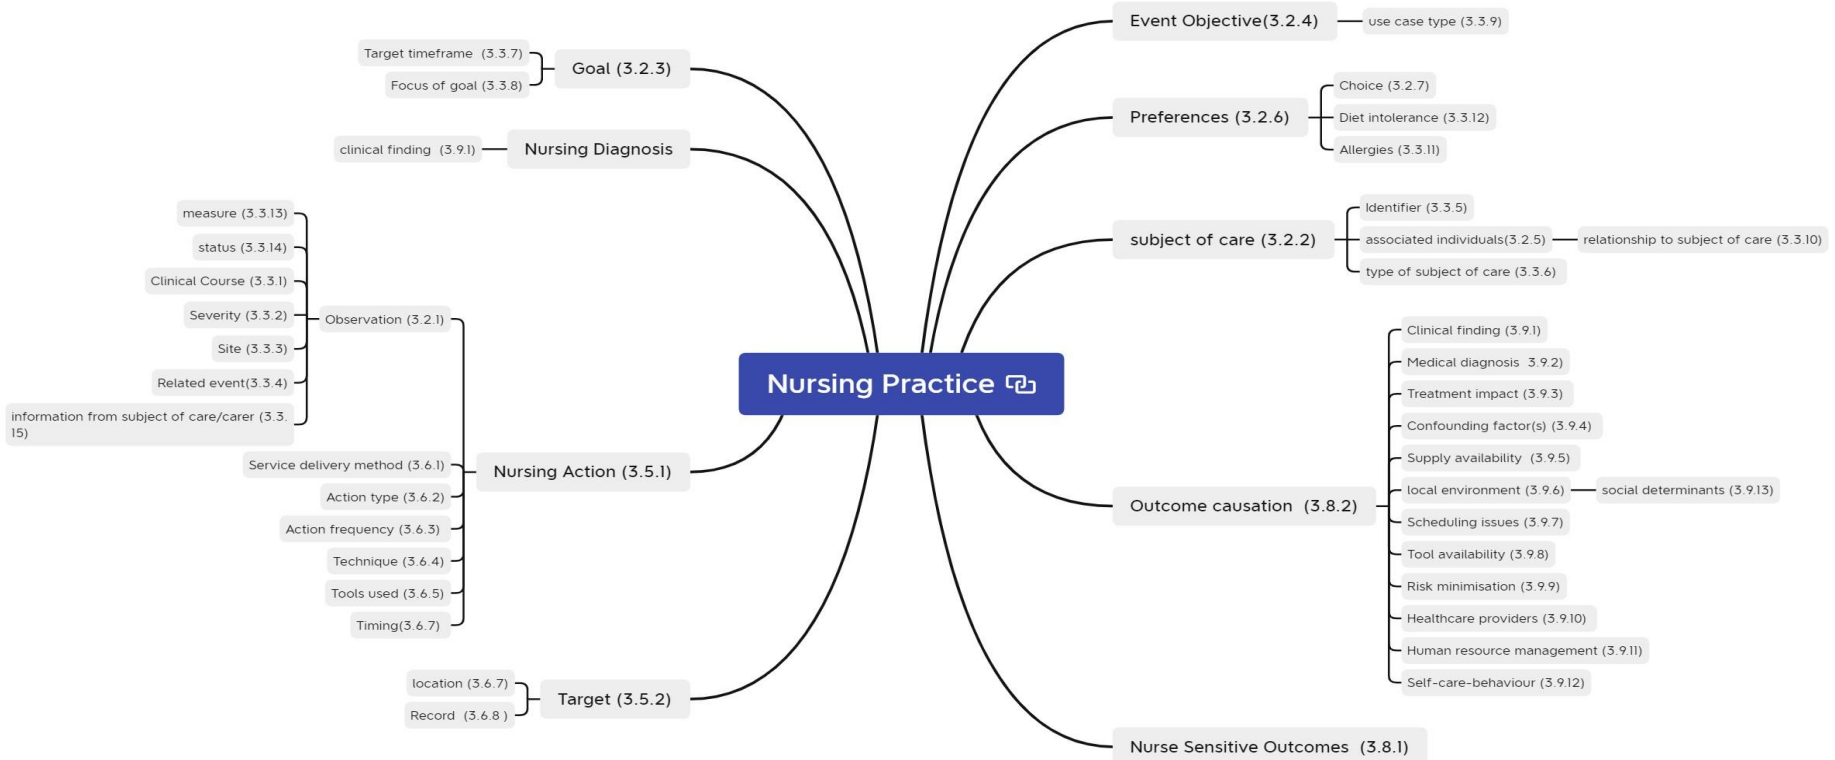 Nursing Practice
Goal (3.2.3)
Target timeframe (3.3.7)
Focus of goal (3.3.8)
Nursing Diagnosis
clinical finding (3.9.1)
Nursing Action (3.5.1)
Observation (3.2.1)
measure (3.3.13)
status (3.3.14)
Clinical Course (3.3.1)
Severity (3.3.2)
Site (3.3.3)
Related event(3.3.4)
information from subject of care/carer (3.3.
15)
Service delivery method (3.6.1)
Action type (3.6.2)
Action frequency (3.6.3)
Technique (3.6.4)
Tools used (3.6.5)
Timing(3.6.7)
Target (3.5.2)
location (3.6.7)
Record (3.6.8 )
Event Objective(3.2.4)
use case type (3.3.9)
Preferences (3.2.6)
Choice (3.2.7)
Diet intolerance (3.3.12)
Allergies (3.3.11)
subject of care (3.2.2)
Identifier (3.3.5)
associated individuals(3.2.5)
relationship to subject of care (3.3.10)
type of subject of care (3.3.6)
Outcome causation (3.8.2)
Clinical finding (3.9.1)
Medical diagnosis 3.9.2)
Treatment impact (3.9.3)
Confounding factor(s) (3.9.4)
Supply availability (3.9.5)
local environment (3.9.6)
social determinants (3.9.13)
Scheduling issues (3.9.7)
Tool availability (3.9.8)
Risk minimisation (3.9.9)
Healthcare providers (3.9.10)
Human resource management (3.9.11)
Self-care-behaviour (3.9.12)
Nurse Sensitive Outcomes (3.8.1)